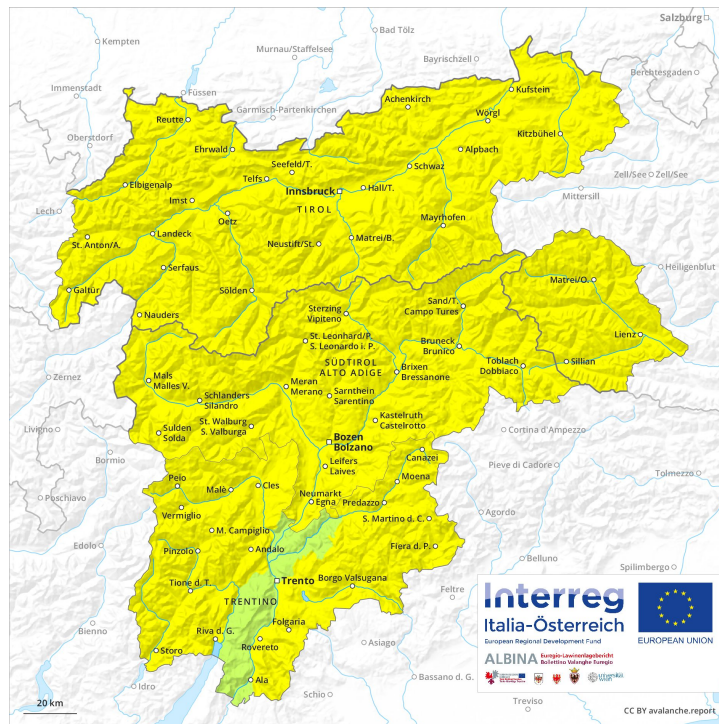 Salzburg
Bad Tölz
Kempten
Murnau/Staffelsee
Bayrischzell
Berchtesgaden
Immenstadt
Füssen
Kufstein
Achenkirch
Garmisch-Partenkirchen
Reutte
Wörgl
Kitzbühel
Oberstdorf
Ehrwald
Alpbach
Seefeld/T.
Schwaz
Telfs
Zell/See
Zell/See
Elbigenalp
Innsbruck
Hall/T.
Mittersill
Imst
TIROL
Lech
Oetz
Mayrhofen
Landeck
Matrei/B.
St. Anton/A.
Neustift/St.
Serfaus
Heiligenblut
Matrei/O.
Galtür
Sölden
Sand/T.
Campo Tures
Nauders
Sterzing
Vipiteno
Lienz
St. Leonhard/P.
S. Leonardo i. P.
Bruneck
Brunico
Toblach
Dobbiaco
Sillian
SÜDTIROL
ALTO ADIGE
Brixen
Bressanone
Zernez
Mals
Malles V.
Meran
Merano
Schlanders
Silandro
Sarnthein
Sarentino
Kastelruth
Castelrotto
St. Walburg
S. Valburga
Livigno
Sulden
Solda
Cortina d'Ampezzo
Bozen
Bolzano
Bormio
Canazei
Pieve di Cadore
Leifers
Laives
Tolmezzo
Moena
Peio
Malè
Cles
Neumarkt
Egna
Predazzo
Poschiavo
Vermiglio
Agordo
S. Martino d. C.
M. Campiglio
Edolo
Pinzolo
Andalo
Fiera d. P.
Belluno
Spilimbergo
Trento
Tione d. T.
Borgo Valsugana
Feltre
TRENTINO
Folgaria
Bienno
Riva d. G.
Rovereto
Asiago
Storo
Ala
Idro
Schio
Bassano d. G.
Treviso
20 km
Interreg
Italia-Österreich
European Regional Development Fund
EUROPEAN UNION
ALBINA
Euregio-Lawinenlagebericht
Bollettino Valanghe Euregio
universität
wien
CC BY avalanche.report